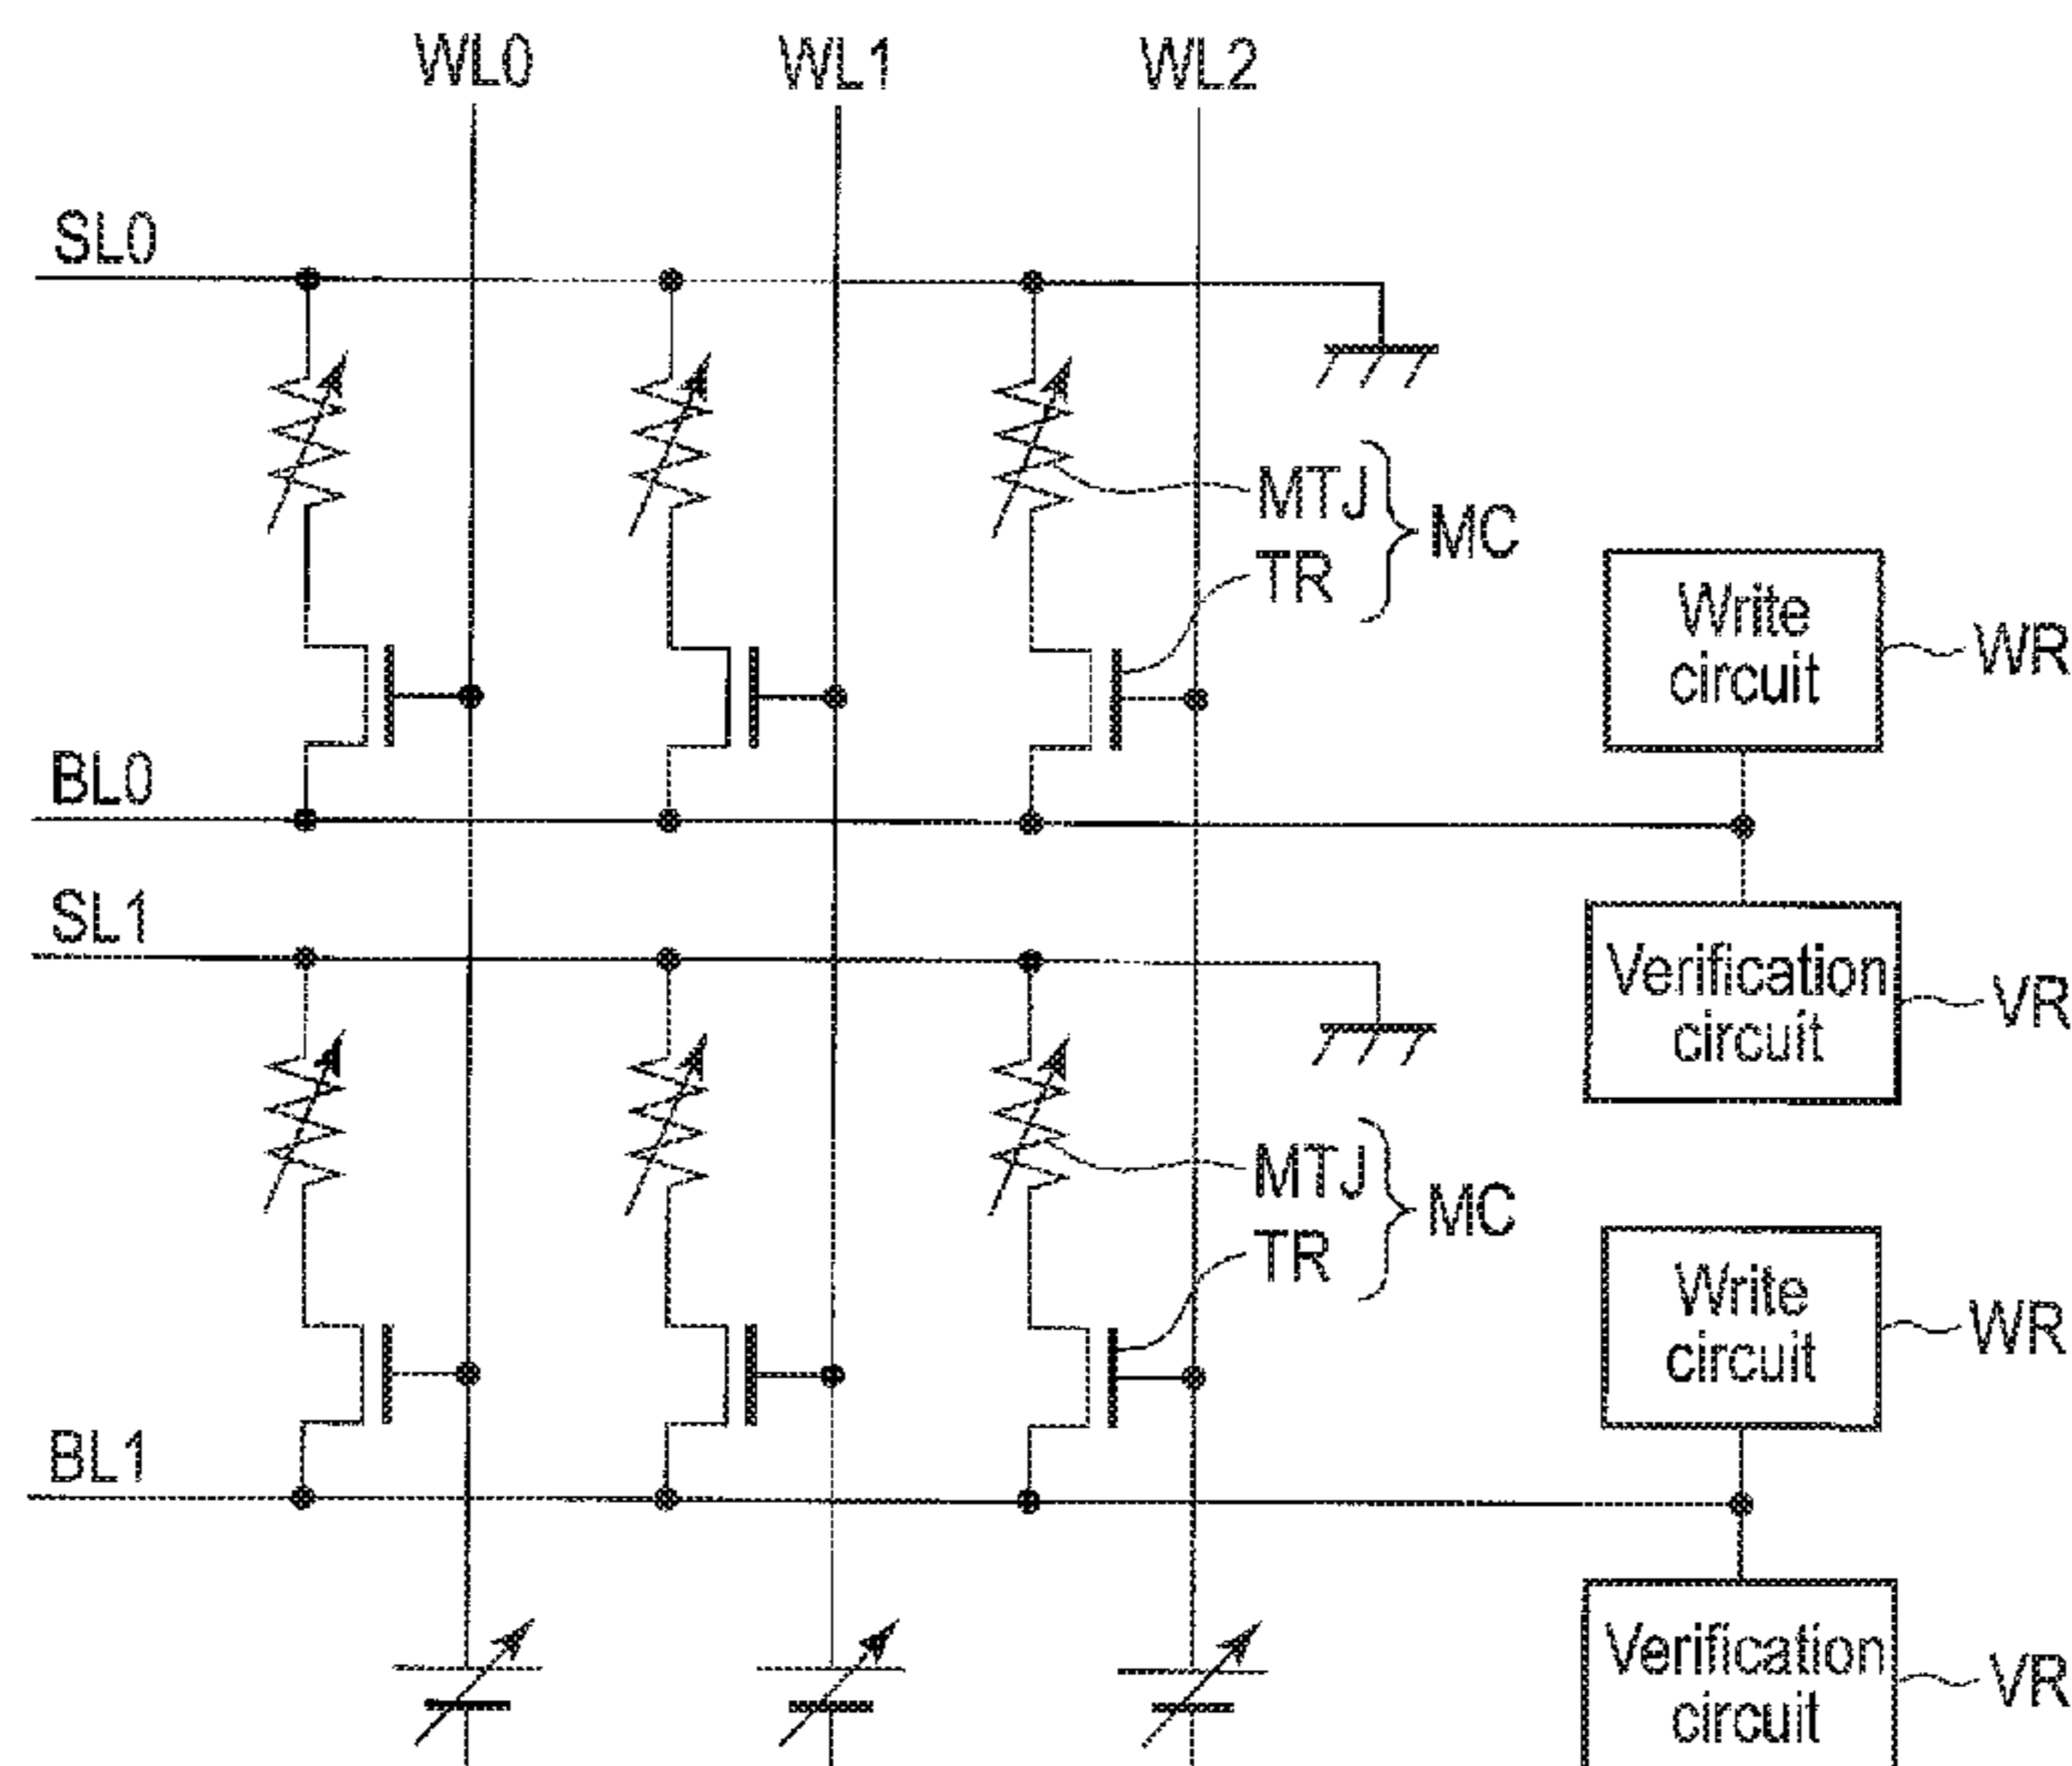 WL0 WL1 WL2
SL0
MTJ
MC
TR
Write
circuit
WR
BL0
SL1
Verification
circuit
VR
MTJ
MC
TR
Write
circuit
WR
BL1
Verification
circuit
VR